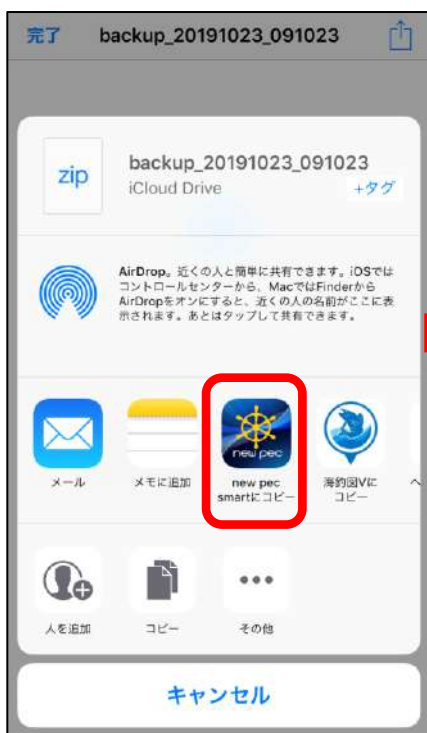 完了 backup_20191023_091023
zip
backup_20191023_091023
iCloud Drive
+タグ
AirDrop。近くの人と簡単に共有できます。iOSでは
コントロールセンターから、MacではFinderから
AirDropをオンにすると、近くの人の名前がここに表
示されます。あとはタップして共有できます。
new pec
メール
メモに追加
new pec
smartにコピー
海釣図Vに
コピー
人を追加
コピー
その他
キャンセル